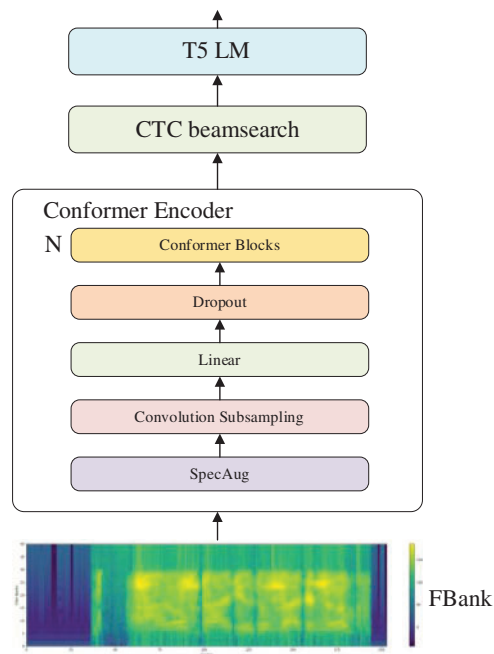 T5 LM
CTC beamsearch
Conformer Encoder
N
Conformer Blocks
Dropout
Linear
Convolution Subsampling
SpecAug
FBank